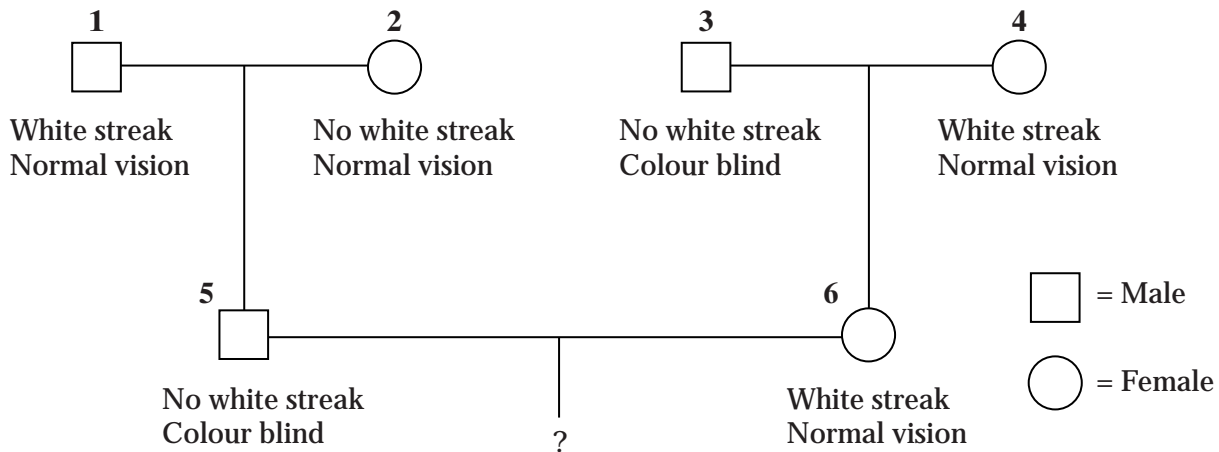 1
2
3
4
White streak
Normal vision
No white streak
Normal vision
No white streak
Colour blind
White streak
Normal vision
5
6
= Male
= Female
No white streak
Colour blind
?
White streak
Normal vision